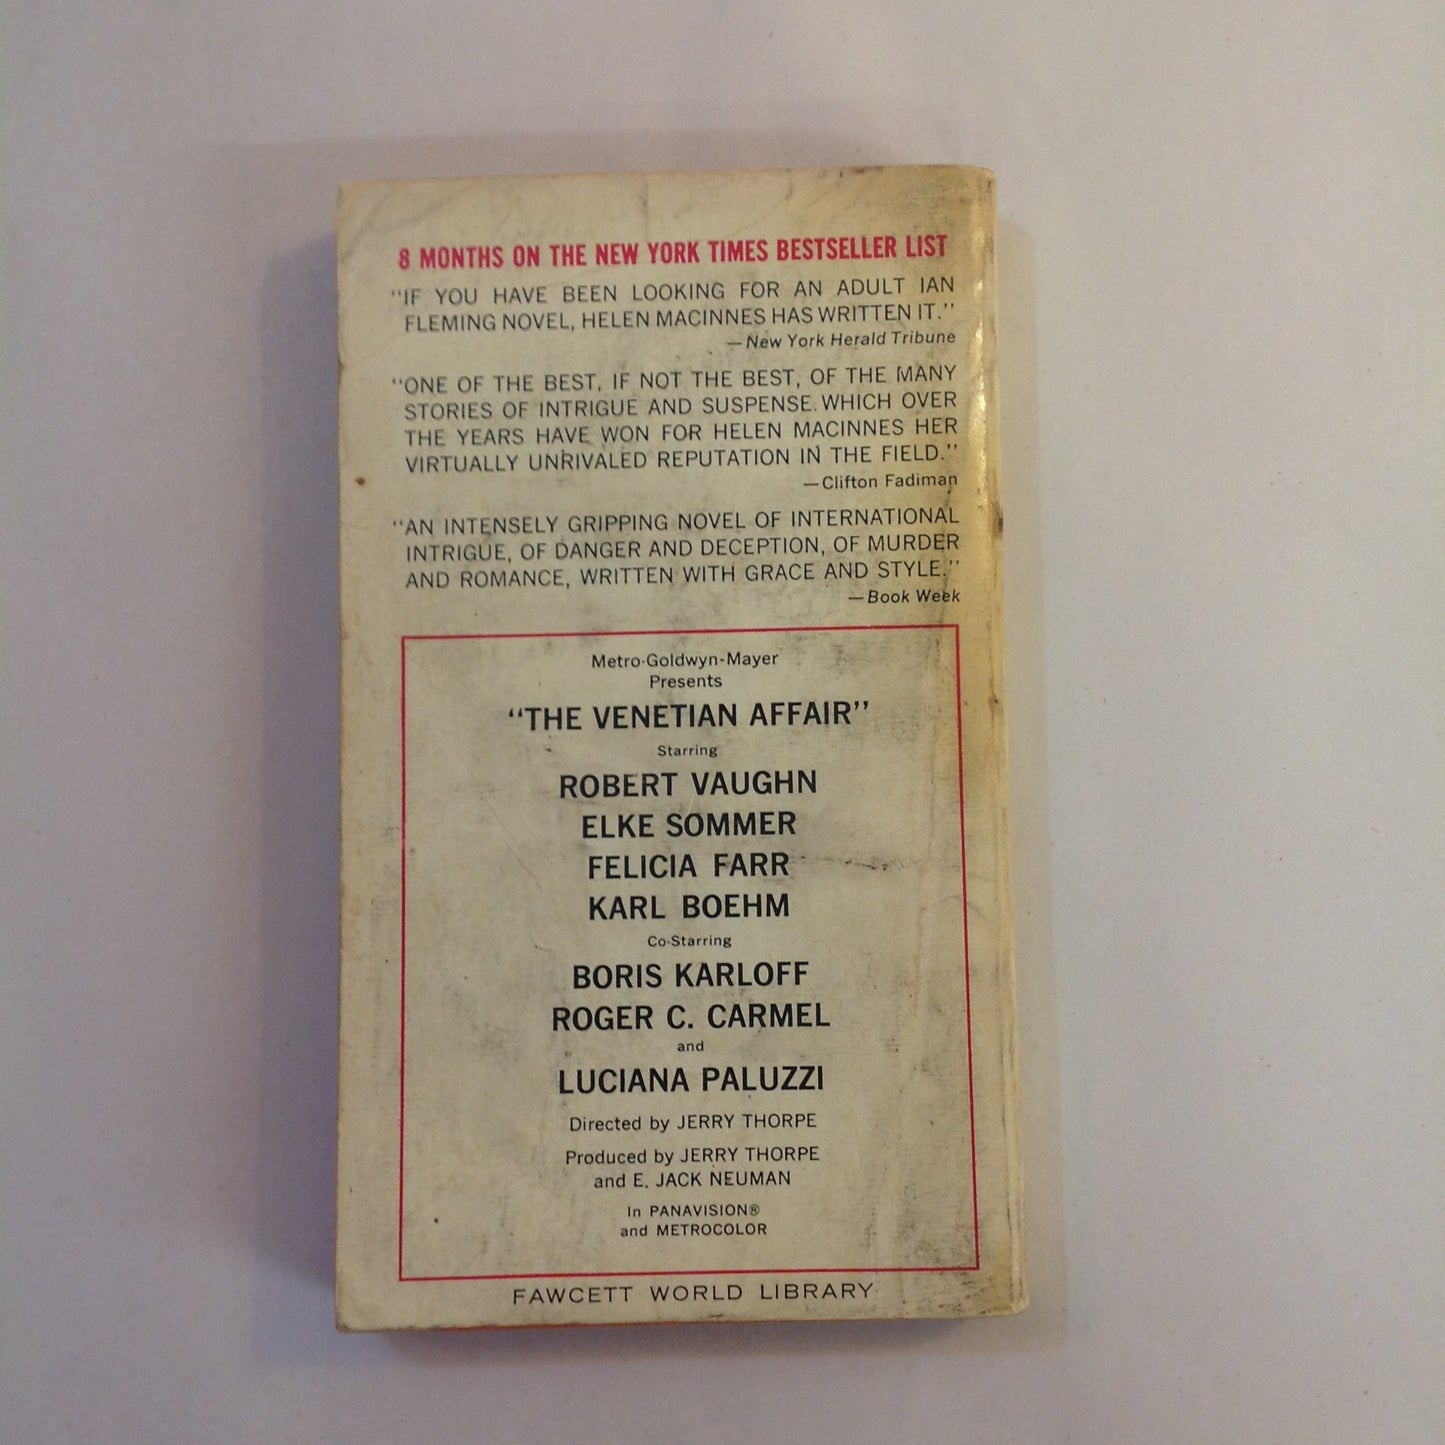 8 MONTHS ON THE NEW YORK TIMES BESTSELLER LIST
"IF YOU HAVE BEEN LOOKING FOR AN ADULT IAN
FLEMING NOVEL, HELEN MACINNES HAS WRITTEN IT."
—New York Herald Tribune
"ONE OF THE BEST, IF NOT THE BEST, OF THE MANY
STORIES OF INTRIGUE AND SUSPENSE WHICH OVER
THE YEARS HAVE WON FOR HELEN MACINNES HER
VIRTUALLY UNRIVALED REPUTATION IN THE FIELD."
—Clifton Fadiman
"AN INTENSELY GRIPPING NOVEL OF INTERNATIONAL
INTRIGUE, OF DANGER AND DECEPTION, OF MURDER
AND ROMANCE, WRITTEN WITH GRACE AND STYLE."
—Book Week
Metro-Goldwyn-Mayer
Presents
"THE VENETIAN AFFAIR"
Starring
ROBERT VAUGHN
ELKE SOMMER
FELICIA FARR
KARL BOEHM
Co-Starring
BORIS KARLOFF
ROGER C. CARMEL
and
LUCIANA PALUZZI
Directed by JERRY THORPE
Produced by JERRY THORPE
and E. JACK NEUMAN
In PANAVISION®
and METROCOLOR
FAWCETT WORLD LIBRARY